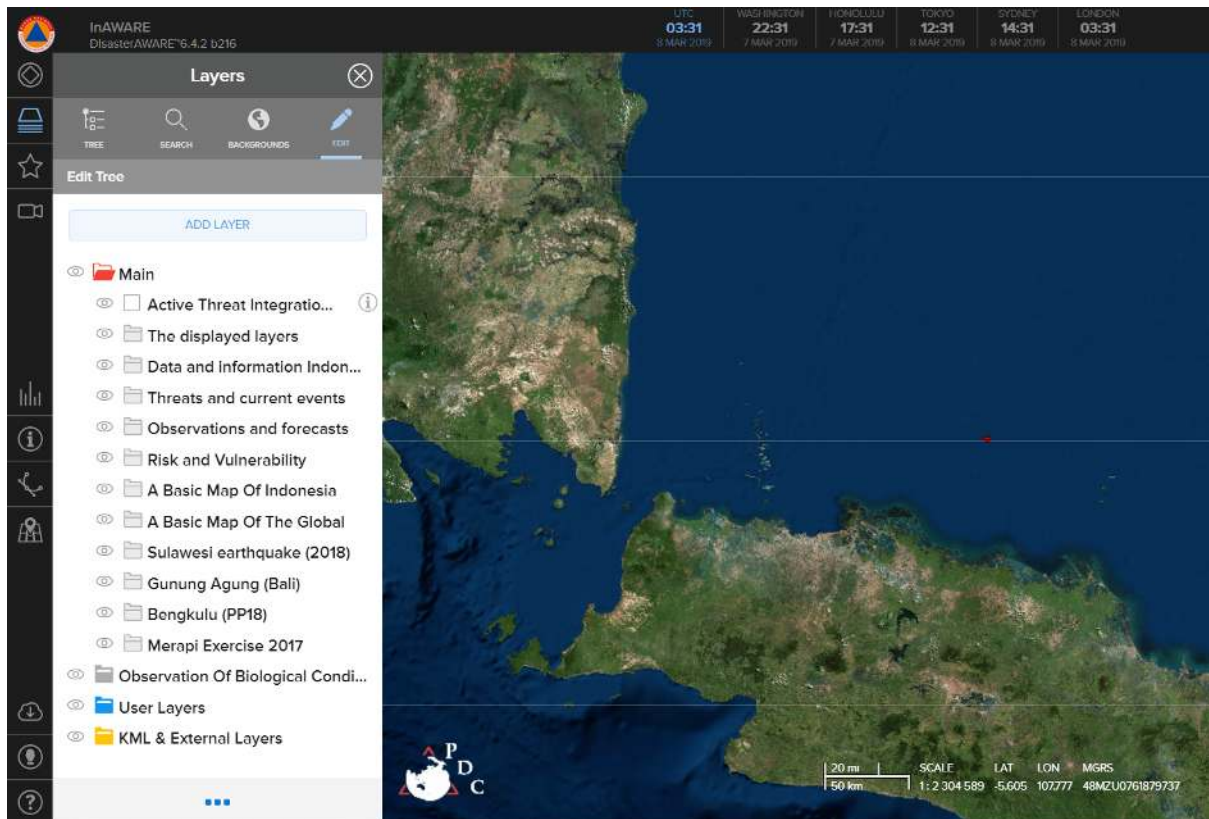 InAWARE
DisasterAWARE™6.4.2 b216
UTC
03:31
8 MAR 2019
WASHINGTON
22:31
7 MAR 2019
HONOLULU
17:31
7 MAR 2019
TOKYO
12:31
8 MAR 2019
SYDNEY
14:31
8 MAR 2019
LONDON
03:31
8 MAR 2019
Layers
TREE
SEARCH
BACKGROUNDS
EDIT
Edit Tree
ADD LAYER
Main
Active Threat Integratio...
The displayed layers
Data and information Indon...
Threats and current events
Observations and forecasts
Risk and Vulnerability
A Basic Map Of Indonesia
A Basic Map Of The Global
Sulawesi earthquake (2018)
Gunung Agung (Bali)
Bengkulu (PP18)
Merapi Exercise 2017
Observation Of Biological Condi...
User Layers
KML & External Layers
P
D
C
20 mi
50 km
SCALE
1 : 2 304 589
LAT
-5.605
LON
107.777
MGRS
48MZU0761879737